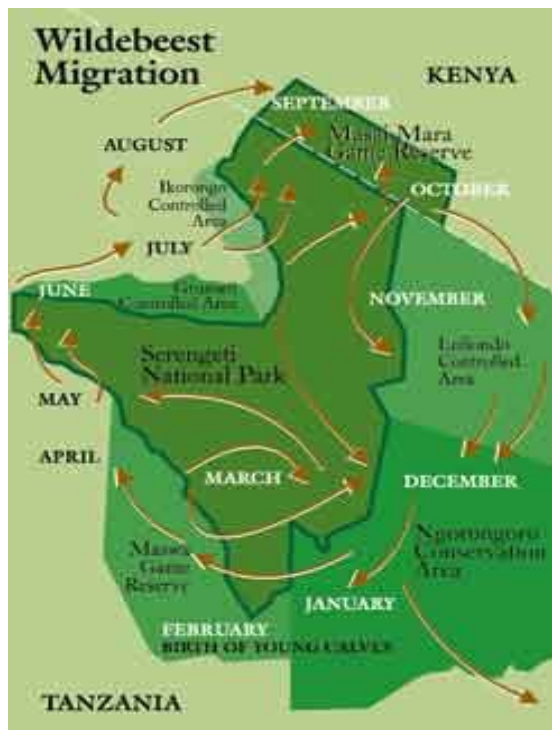 Wildebeest
Migration
KENYA
SEPTEMBER
Masai Mara
Game Reserve
AUGUST
Ikorongo
Controlled
Area
OCTOBER
JULY
JUNE
Controlled Area
NOVEMBER
Serengeti
National Park
Loliondo
Controlled
Area
MAY
APRIL
MARCH
DECEMBER
Ngorongoro
Conservation
Area
Maswa
Game
Reserve
JANUARY
FEBRUARY
BIRTH OF YOUNG CALVES
TANZANIA